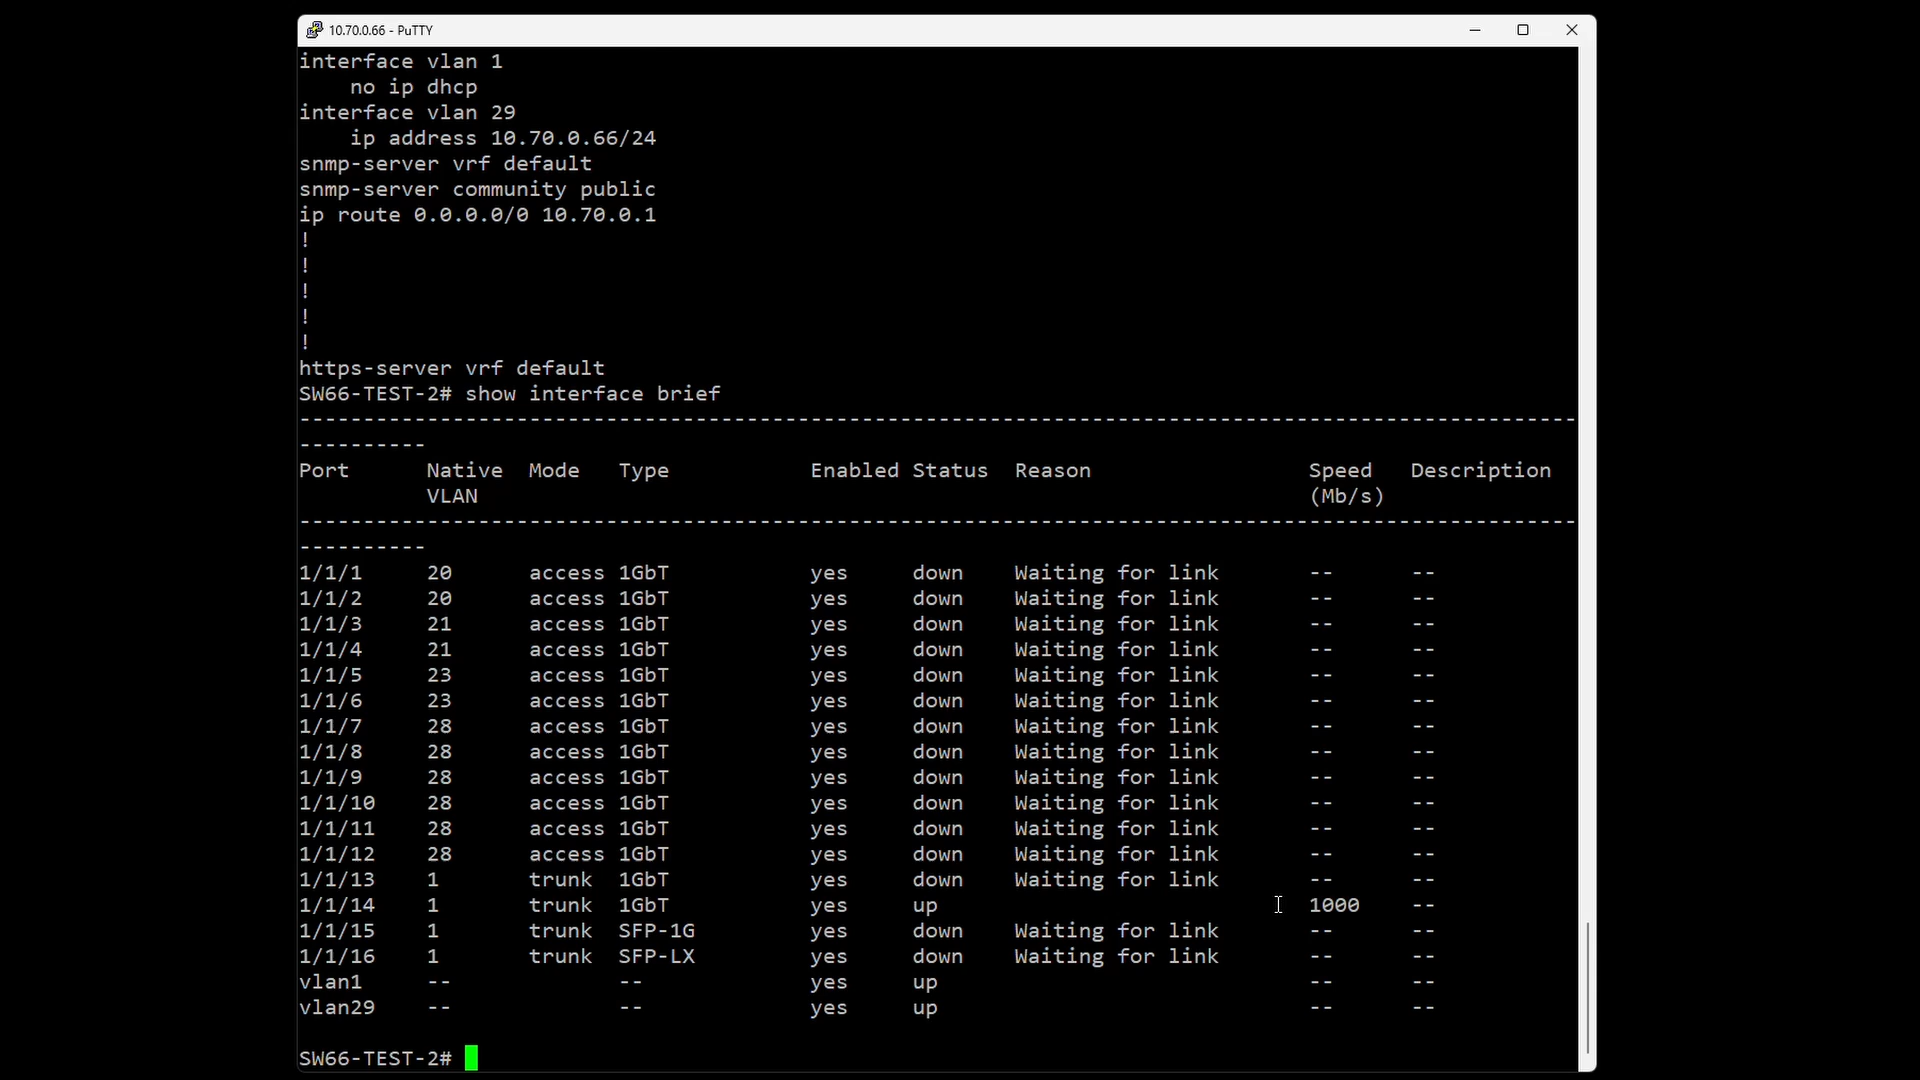 10.70.0.66 - PuTTY
interface vlan 1
    no ip dhcp
interface vlan 29
    ip address 10.70.0.66/24
snmp-server vrf default
snmp-server community public
ip route 0.0.0.0/0 10.70.0.1
!
!
!
!
!
https-server vrf default
SW66-TEST-2# show interface brief
----------------------------------------------------------------------------------------------------
----------
Port      Native  Mode   Type           Enabled Status  Reason                 Speed   Description
          VLAN                                                                 (Mb/s)
----------------------------------------------------------------------------------------------------
----------
1/1/1     20      access 1GbT           yes     down    Waiting for link       --      --
1/1/2     20      access 1GbT           yes     down    Waiting for link       --      --
1/1/3     21      access 1GbT           yes     down    Waiting for link       --      --
1/1/4     21      access 1GbT           yes     down    Waiting for link       --      --
1/1/5     23      access 1GbT           yes     down    Waiting for link       --      --
1/1/6     23      access 1GbT           yes     down    Waiting for link       --      --
1/1/7     28      access 1GbT           yes     down    Waiting for link       --      --
1/1/8     28      access 1GbT           yes     down    Waiting for link       --      --
1/1/9     28      access 1GbT           yes     down    Waiting for link       --      --
1/1/10    28      access 1GbT           yes     down    Waiting for link       --      --
1/1/11    28      access 1GbT           yes     down    Waiting for link       --      --
1/1/12    28      access 1GbT           yes     down    Waiting for link       --      --
1/1/13    1       trunk  1GbT           yes     down    Waiting for link       --      --
1/1/14    1       trunk  1GbT           yes     up                             1000    --
1/1/15    1       trunk  SFP-1G         yes     down    Waiting for link       --      --
1/1/16    1       trunk  SFP-LX         yes     down    Waiting for link       --      --
vlan1     --             --             yes     up                             --      --
vlan29    --             --             yes     up                             --      --
SW66-TEST-2#